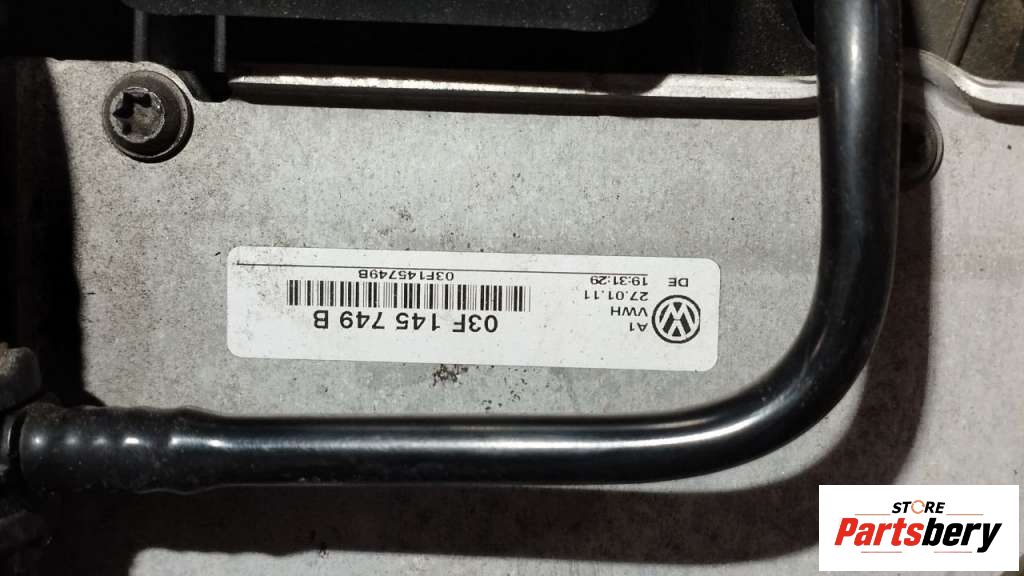 A1
VWH
27.01.11
19:31:29
DE
03F 145 749 B
03F145749B
STORE
Partsbery